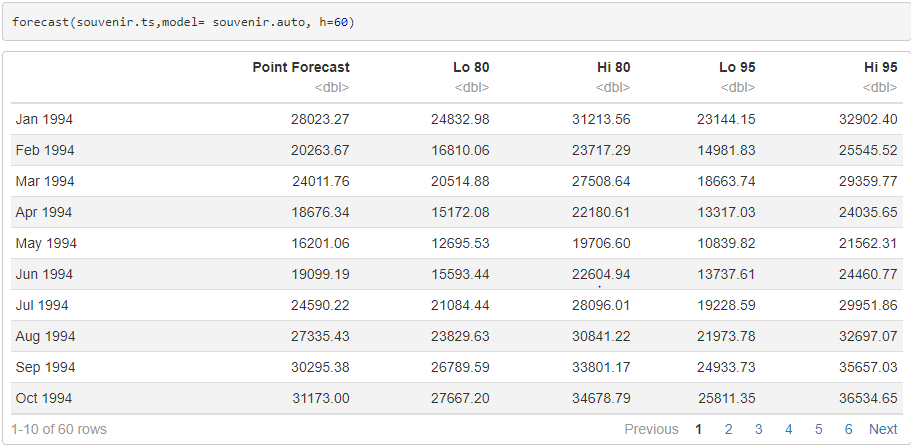 forecast(souvenir.ts,model= souvenir.auto, h=60)
Point Forecast Lo 80 Hi 80 Lo 95 Hi 95
<dbl> <dbl> <dbl> <dbl> <dbl>
Jan 1994 28023.27 24832.98 31213.56 23144.15 32902.40
Feb 1994 20263.67 16810.06 23717.29 14981.83 25545.52
Mar 1994 24011.76 20514.88 27508.64 18663.74 29359.77
Apr 1994 18676.34 15172.08 22180.61 13317.03 24035.65
May 1994 16201.06 12695.53 19706.60 10839.82 21562.31
Jun 1994 19099.19 15593.44 22604.94 13737.61 24460.77
Jul 1994 24590.22 21084.44 28096.01 19228.59 29951.86
Aug 1994 27335.43 23829.63 30841.22 21973.78 32697.07
Sep 1994 30295.38 26789.59 33801.17 24933.73 35657.03
Oct 1994 31173.00 27667.20 34678.79 25811.35 36534.65
1-10 of 60 rows Previous 1 2 3 4 5 6 Next